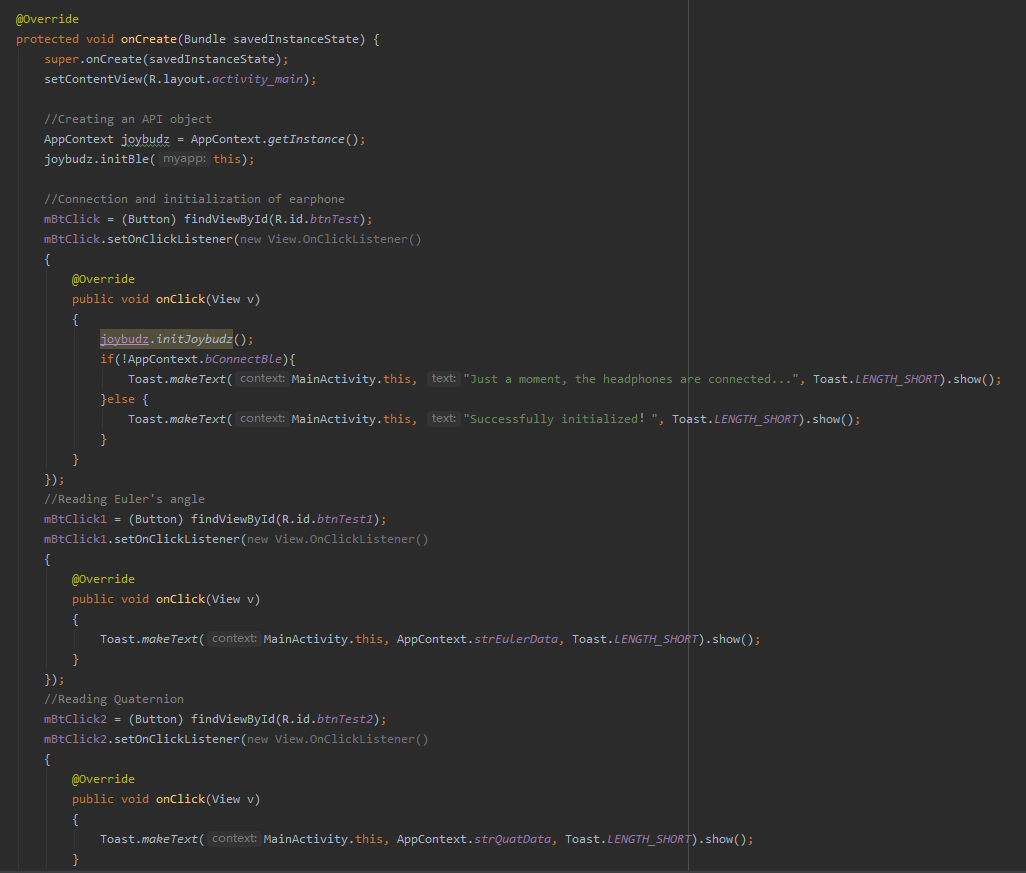 @Override
protected void onCreate(Bundle savedInstanceState) {
    super.onCreate(savedInstanceState);
    setContentView(R.layout.activity_main);

    //Creating an API object
    AppContext joybudz = AppContext.getInstance();
    joybudz.initBle( myapp: this);

    //Connection and initialization of earphone
    mBtClick = (Button) findViewById(R.id.btnTest);
    mBtClick.setOnClickListener(new View.OnClickListener()
    {
        @Override
        public void onClick(View v)
        {
            joybudz.initJoybudz();
            if(!AppContext.bConnectBle){
                Toast.makeText( context: MainActivity.this, text: "Just a moment, the headphones are connected...", Toast.LENGTH_SHORT).show();
            }else {
                Toast.makeText( context: MainActivity.this, text: "Successfully initialized！", Toast.LENGTH_SHORT).show();
            }
        }
    });
    //Reading Euler's angle
    mBtClick1 = (Button) findViewById(R.id.btnTest1);
    mBtClick1.setOnClickListener(new View.OnClickListener()
    {
        @Override
        public void onClick(View v)
        {
            Toast.makeText( context: MainActivity.this, AppContext.strEulerData, Toast.LENGTH_SHORT).show();
        }
    });
    //Reading Quaternion
    mBtClick2 = (Button) findViewById(R.id.btnTest2);
    mBtClick2.setOnClickListener(new View.OnClickListener()
    {
        @Override
        public void onClick(View v)
        {
            Toast.makeText( context: MainActivity.this, AppContext.strQuatData, Toast.LENGTH_SHORT).show();
        }